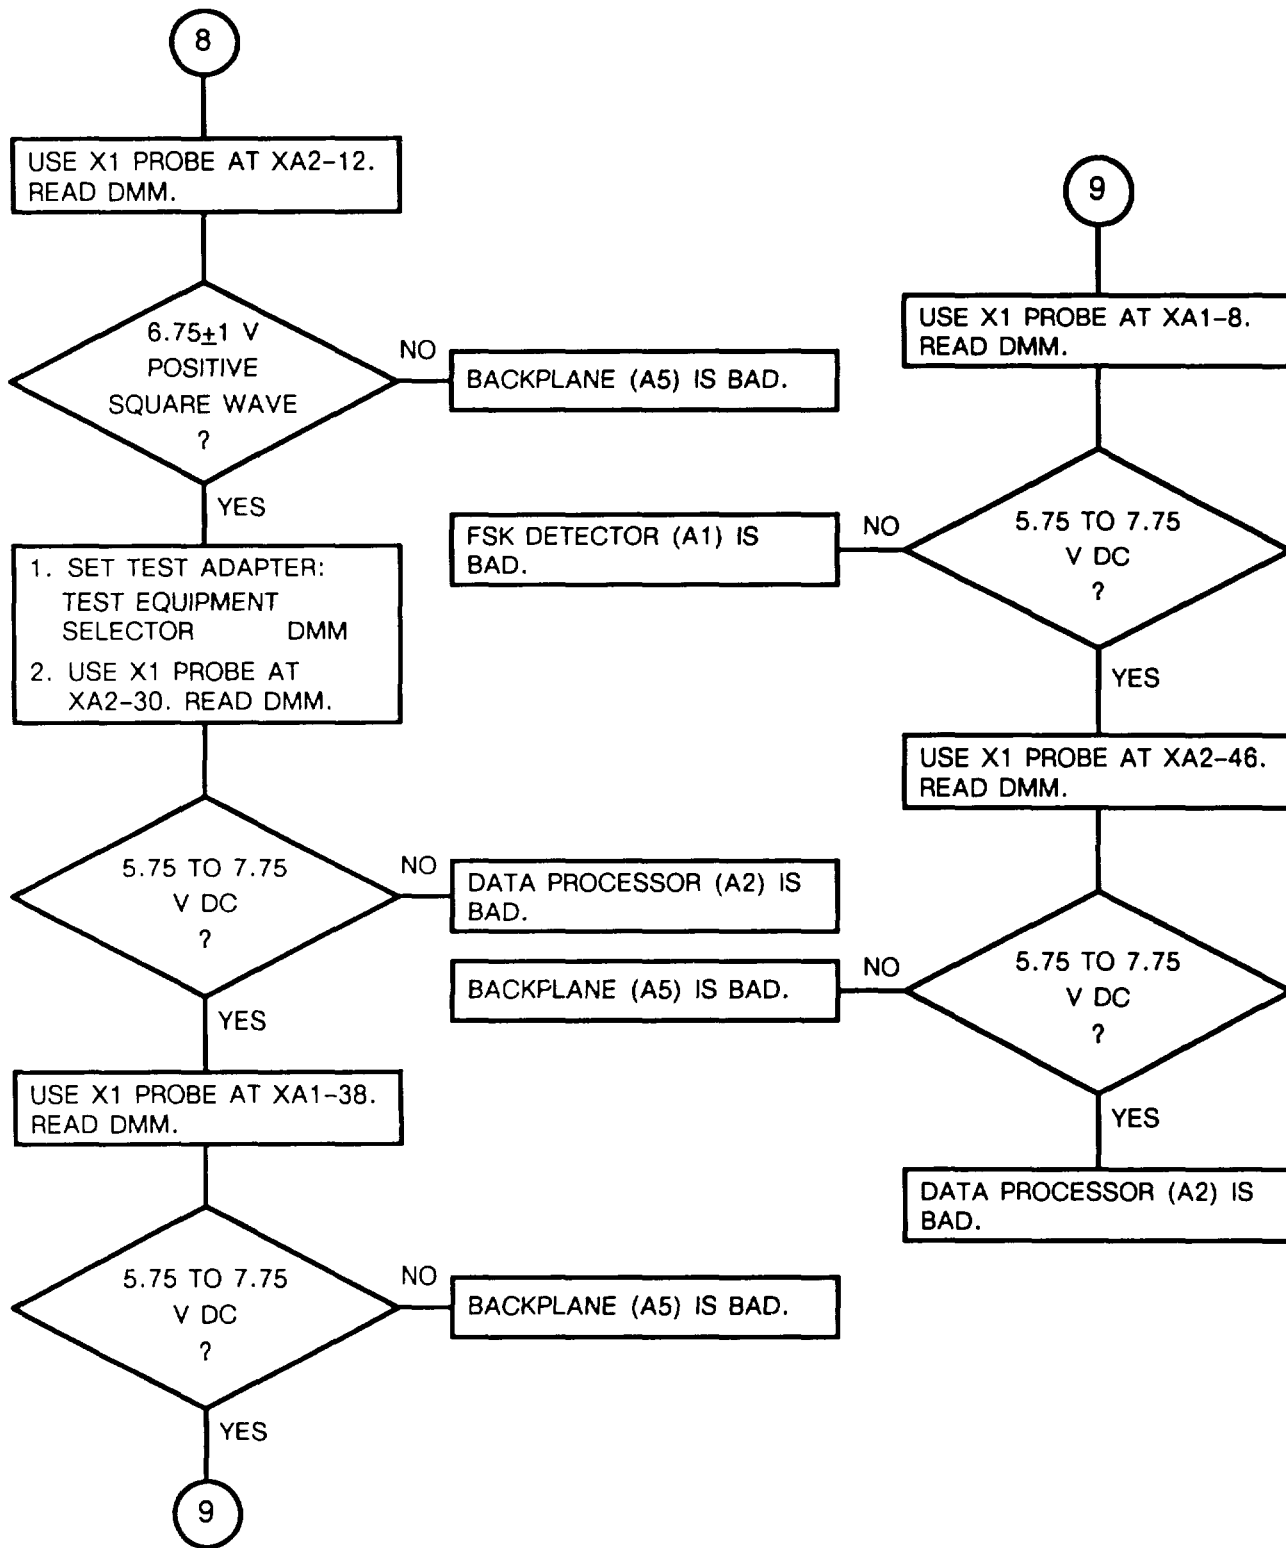 8
USE X1 PROBE AT XA2-12.
READ DMM.
6.75±1 V
POSITIVE
SQUARE WAVE
?
NO
BACKPLANE (A5) IS BAD.
YES
1. SET TEST ADAPTER:
TEST EQUIPMENT
SELECTOR DMM
2. USE X1 PROBE AT
XA2-30. READ DMM.
5.75 TO 7.75
V DC
?
NO
DATA PROCESSOR (A2) IS
BAD.
YES
USE X1 PROBE AT XA1-38.
READ DMM.
5.75 TO 7.75
V DC
?
NO
BACKPLANE (A5) IS BAD.
YES
9
9
USE X1 PROBE AT XA1-8.
READ DMM.
5.75 TO 7.75
V DC
?
NO
FSK DETECTOR (A1) IS
BAD.
YES
USE X1 PROBE AT XA2-46.
READ DMM.
5.75 TO 7.75
V DC
?
NO
BACKPLANE (A5) IS BAD.
YES
DATA PROCESSOR (A2) IS
BAD.